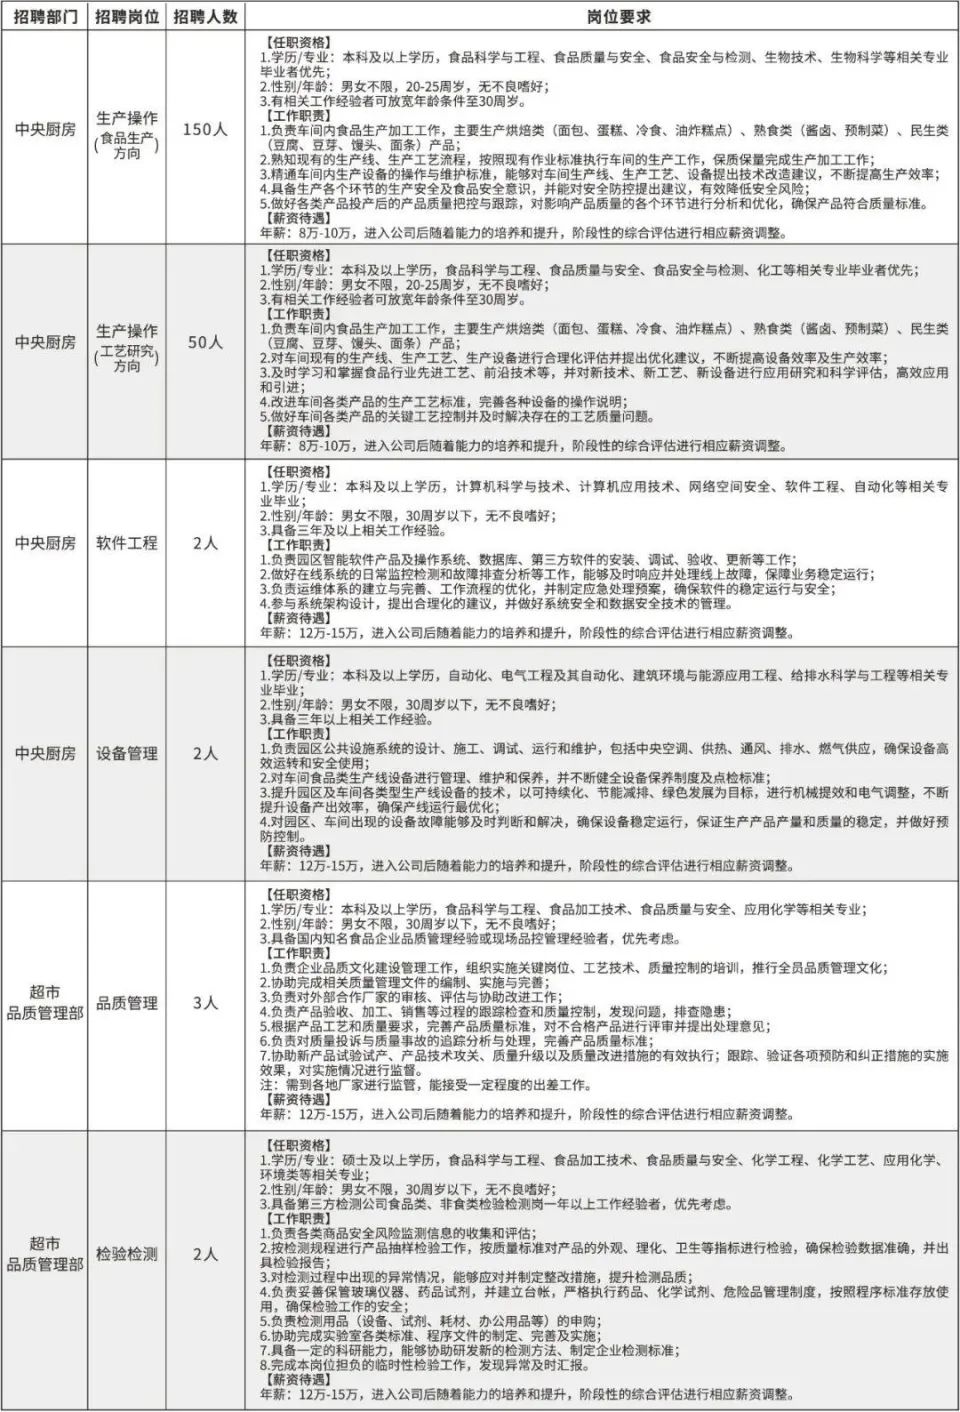 招聘部门 招聘岗位 招聘人数 岗位要求
中央厨房
生产操作
(食品生产)
方向
150人
【任职资格】
1.学历/专业：本科及以上学历，食品科学与工程、食品质量与安全、食品安全与检测、生物技术、生物科学等相关专业
毕业者优先；
2.性别/年龄：男女不限，20-25周岁，无不良嗜好；
3.有相关工作经验者可放宽年龄条件至30周岁。
【工作职责】
1.负责车间内食品生产加工工作，主要生产烘焙类（面包、蛋糕、冷食、油炸糕点）、熟食类（酱卤、预制菜）、民生类
（豆腐、豆芽、馒头、面条）产品；
2.熟知现有的生产线、生产工艺流程，按照现有作业标准执行车间的生产工作，保质保量完成生产加工工作；
3.精通车间内生产设备的操作与维护标准，能够对车间生产线、生产工艺、设备提出技术改造建议，不断提高生产效率；
4.具备生产各个环节的生产安全及食品安全意识，并能对安全防控提出建议，有效降低安全风险；
5.做好各类产品投产后的产品质量把控与跟踪，对影响产品质量的各个环节进行分析和优化，确保产品符合质量标准。
【薪资待遇】
年薪：8万-10万，进入公司后随着能力的培养和提升，阶段性的综合评估进行相应薪资调整。
中央厨房
生产操作
(工艺研究)
方向
50人
【任职资格】
1.学历/专业：本科及以上学历，食品科学与工程、食品质量与安全、食品安全与检测、化工等相关专业毕业者优先；
2.性别/年龄：男女不限，20-25周岁，无不良嗜好；
3.有相关工作经验者可放宽年龄条件至30周岁。
【工作职责】
1.负责车间内食品生产加工工作，主要生产烘焙类（面包、蛋糕、冷食、油炸糕点）、熟食类（酱卤、预制菜）、民生类
（豆腐、豆芽、馒头、面条）产品；
2.对车间现有的生产线、生产工艺、生产设备进行合理化评估并提出优化建议，不断提高设备效率及生产效率；
3.及时学习和掌握食品行业先进工艺、前沿技术等，并对新技术、新工艺、新设备进行应用研究和科学评估，高效应用
和引进；
4.改进车间各类产品的生产工艺标准，完善各种设备的操作说明；
5.做好车间各类产品的关键工艺控制并及时解决存在的工艺质量问题。
【薪资待遇】
年薪：8万-10万，进入公司后随着能力的培养和提升，阶段性的综合评估进行相应薪资调整。
中央厨房
软件工程
2人
【任职资格】
1.学历/专业：本科及以上学历，计算机科学与技术、计算机应用技术、网络空间安全、软件工程、自动化等相关专
业毕业；
2.性别/年龄：男女不限，30周岁以下，无不良嗜好；
3.具备三年及以上相关工作经验。
【工作职责】
1.负责园区智能软件产品及操作系统、数据库、第三方软件的安装、调试、验收、更新等工作；
2.做好在线系统的日常监控检测和故障排查分析等工作，能够及时响应并处理线上故障，保障业务稳定运行；
3.负责运维体系的建立与完善、工作流程的优化，并制定应急处理预案，确保软件的稳定运行与安全；
4.参与系统架构设计，提出合理化的建议，并做好系统安全和数据安全技术的管理。
【薪资待遇】
年薪：12万-15万，进入公司后随着能力的培养和提升，阶段性的综合评估进行相应薪资调整。
中央厨房
设备管理
2人
【任职资格】
1.学历/专业：本科及以上学历，自动化、电气工程及其自动化、建筑环境与能源应用工程、给排水科学与工程等相关专
业毕业；
2.性别/年龄：男女不限，30周岁以下，无不良嗜好；
3.具备三年以上相关工作经验。
【工作职责】
1.负责园区公共设施系统的设计、施工、调试、运行和维护，包括中央空调、供热、通风、排水、燃气供应，确保设备高
效运转和安全使用；
2.对车间食品类生产线设备进行管理、维护和保养，并不断健全设备保养制度及点检标准；
3.提升园区及车间各类型生产线设备的技术，以可持续化、节能减排、绿色发展为目标，进行机械提效和电气调整，不断
提升设备产出效率，确保产线运行最优化；
4.对园区、车间出现的设备故障能够及时判断和解决，确保设备稳定运行，保证生产产品产量和质量的稳定，并做好预
防控制。
【薪资待遇】
年薪：12万-15万，进入公司后随着能力的培养和提升，阶段性的综合评估进行相应薪资调整。
超市
品质管理部
品质管理
3人
【任职资格】
1.学历/专业：本科及以上学历，食品科学与工程、食品加工技术、食品质量与安全、应用化学等相关专业；
2.性别/年龄：男女不限，30周岁以下，无不良嗜好；
3.具备国内知名食品企业品质管理经验或现场品控管理经验者，优先考虑。
【工作职责】
1.负责企业品质文化建设管理工作，组织实施关键岗位、工艺技术、质量控制的培训，推行全员品质管理文化；
2.协助完成相关质量管理文件的编制、实施与完善；
3.负责对外部合作厂家的审核、评估与协助改进工作；
4.负责产品验收、加工、销售等过程的跟踪检查和质量控制，发现问题，排查隐患；
5.根据产品工艺和质量要求，完善产品质量标准，对不合格产品进行评审并提出处理意见；
6.负责对质量投诉与质量事故的追踪分析与处理，完善产品质量标准；
7.协助新产品试验试产、产品技术攻关、质量升级以及质量改进措施的有效执行；跟踪、验证各项预防和纠正措施的实施
效果，对实施情况进行监督。
注：需到各地厂家进行监管，能接受一定程度的出差工作。
【薪资待遇】
年薪：12万-15万，进入公司后随着能力的培养和提升，阶段性的综合评估进行相应薪资调整。
超市
品质管理部
检验检测
2人
【任职资格】
1.学历/专业：硕士及以上学历，食品科学与工程、食品加工技术、食品质量与安全、化学工程、化学工艺、应用化学、
环境类等相关专业；
2.性别/年龄：男女不限，30周岁以下，无不良嗜好；
3.具备第三方检测公司食品类、非食类检验检测岗一年以上工作经验者，优先考虑。
【工作职责】
1.负责各类商品安全风险监测信息的收集和评估；
2.按检测规程进行产品抽样检验工作，按质量标准对产品的外观、理化、卫生等指标进行检验，确保检验数据准确，并出
具检验报告；
3.对检测过程中出现的异常情况，能够应对并制定整改措施，提升检测品质；
4.负责妥善保管玻璃仪器、药品试剂，并建立台帐，严格执行药品、化学试剂、危险品管理制度，按照程序标准存放使
用，确保检验工作的安全；
5.负责检测用品（设备、试剂、耗材、办公用品等）的申购；
6.协助完成实验室各类标准、程序文件的制定、完善及实施；
7.具备一定的科研能力，能够协助研发新的检测方法、制定企业检测标准；
8.完成本岗位担负的临时性检验工作，发现异常及时汇报。
【薪资待遇】
年薪：12万-15万，进入公司后随着能力的培养和提升，阶段性的综合评估进行相应薪资调整。